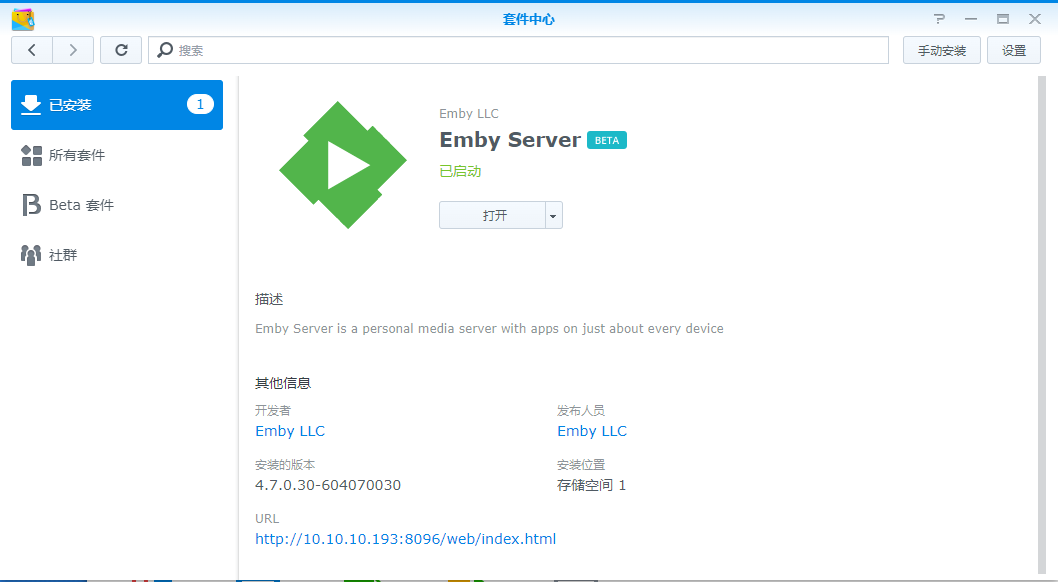 套件中心
搜索
手动安装
设置
已安装 1
所有套件
Beta 套件
社群
Emby LLC
Emby Server BETA
已启动
打开
描述
Emby Server is a personal media server with apps on just about every device
其他信息
开发者 发布人员
Emby LLC Emby LLC
安装的版本 安装位置
4.7.0.30-604070030 存储空间 1
URL
http://10.10.10.193:8096/web/index.html